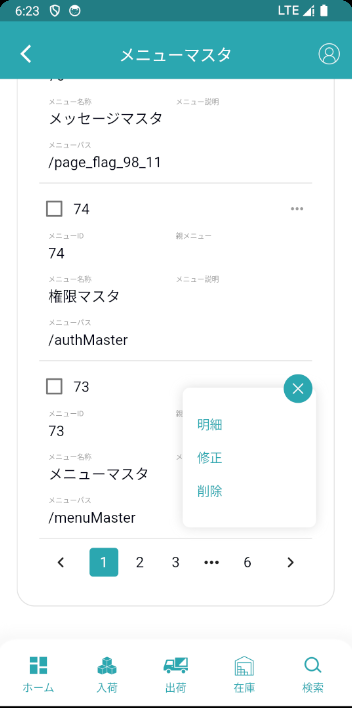 6:23
LTE
メニューマスタ
メニュー名称 メニュー説明
メッセージマスタ
メニューパス
/page_flag_98_11
74
メニューID 親メニュー
74
メニュー名称 メニュー説明
権限マスタ
メニューパス
/authMaster
73
メニューID 親
73
メニュー名称
メニューマスタ
メニューパス
/menuMaster
明細
修正
削除
1 2 3 ••• 6
ホーム 入荷 出荷 在庫 検索